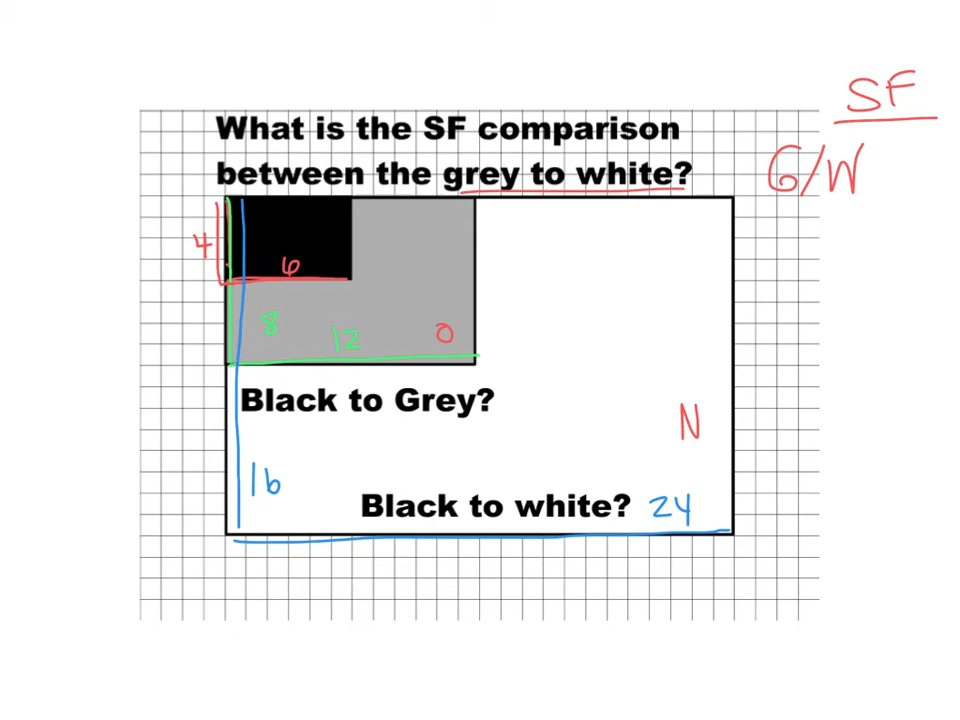 SF
What is the SF comparison
between the grey to white?
G/W
4
6
8
12
O
Black to Grey?
N
16
Black to white? 24